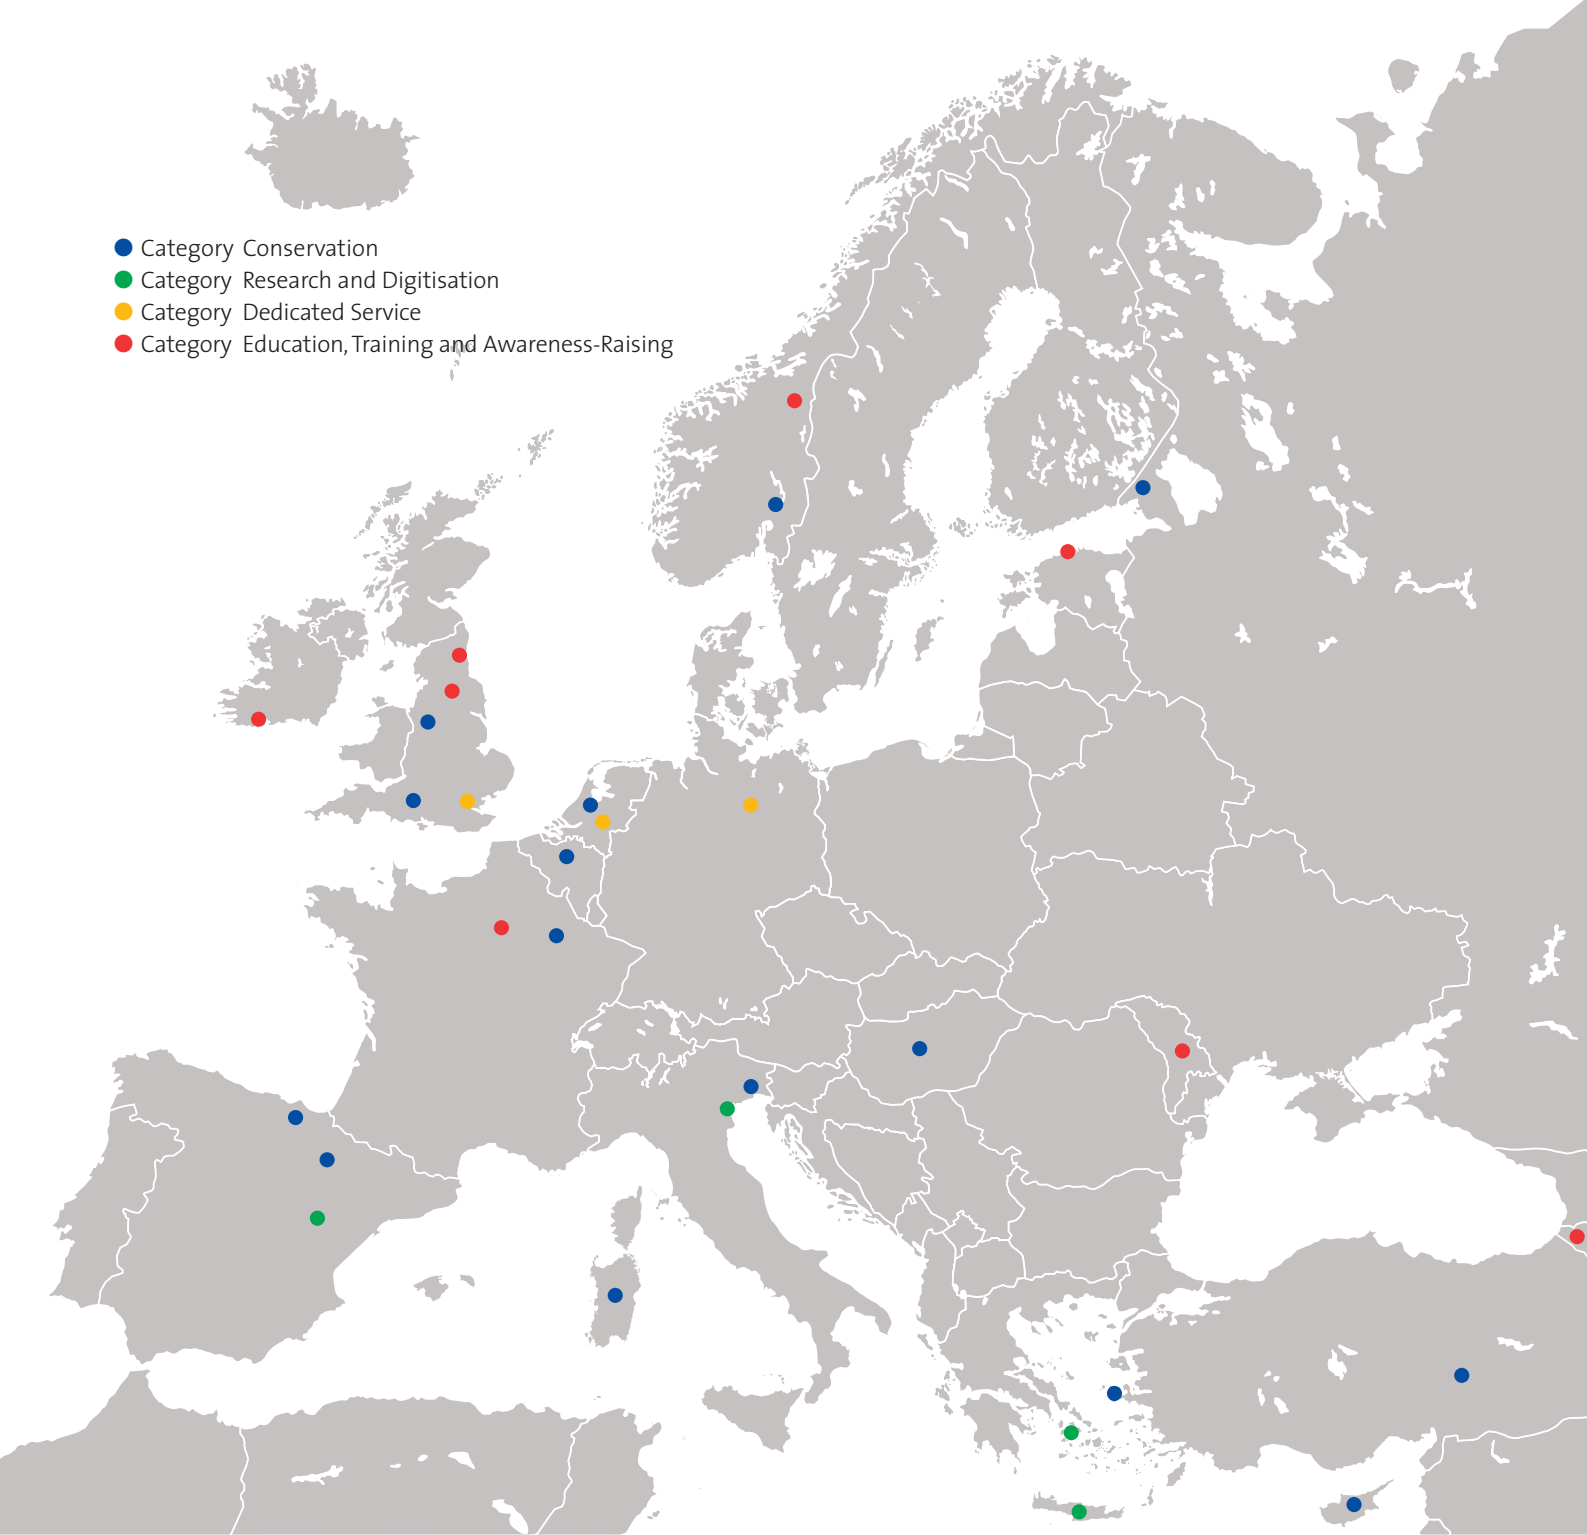 Category Conservation
Category Research and Digitisation
Category Dedicated Service
Category Education, Training and Awareness-Raising